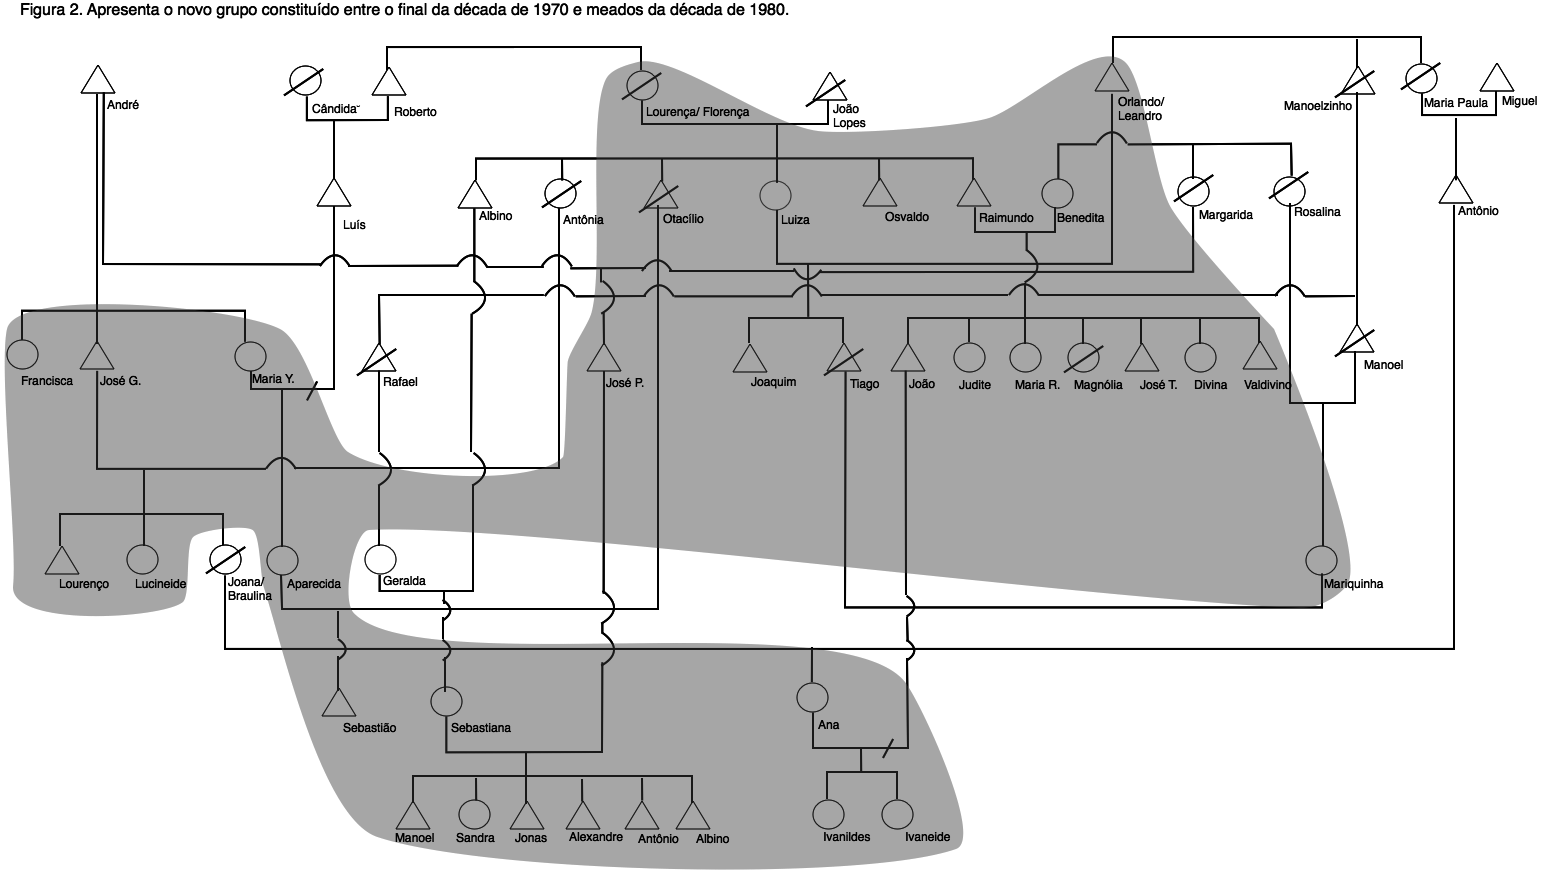 Figura 2. Apresenta o novo grupo constituído entre o final da década de 1970 e meados da década de 1980.
André
Cândida˜
Roberto
Lourença/ Florença
João
Lopes
Orlando/
Leandro
Manoelzinho
Maria Paula
Miguel
Luís
Albino
Antônia
Otacílio
Luiza
Osvaldo
Raimundo
Benedita
Margarida
Rosalina
Antônio
Francisca
José G.
Maria Y.
Rafael
José P.
Joaquim
Tiago
João
Judite
Maria R.
Magnólia
José T.
Divina
Valdivino
Manoel
Lourenço
Lucineide
Joana/
Braulina
Aparecida
Geralda
Mariquinha
Sebastião
Sebastiana
Ana
Manoel
Sandra
Jonas
Alexandre
Antônio
Albino
Ivanildes
Ivaneide